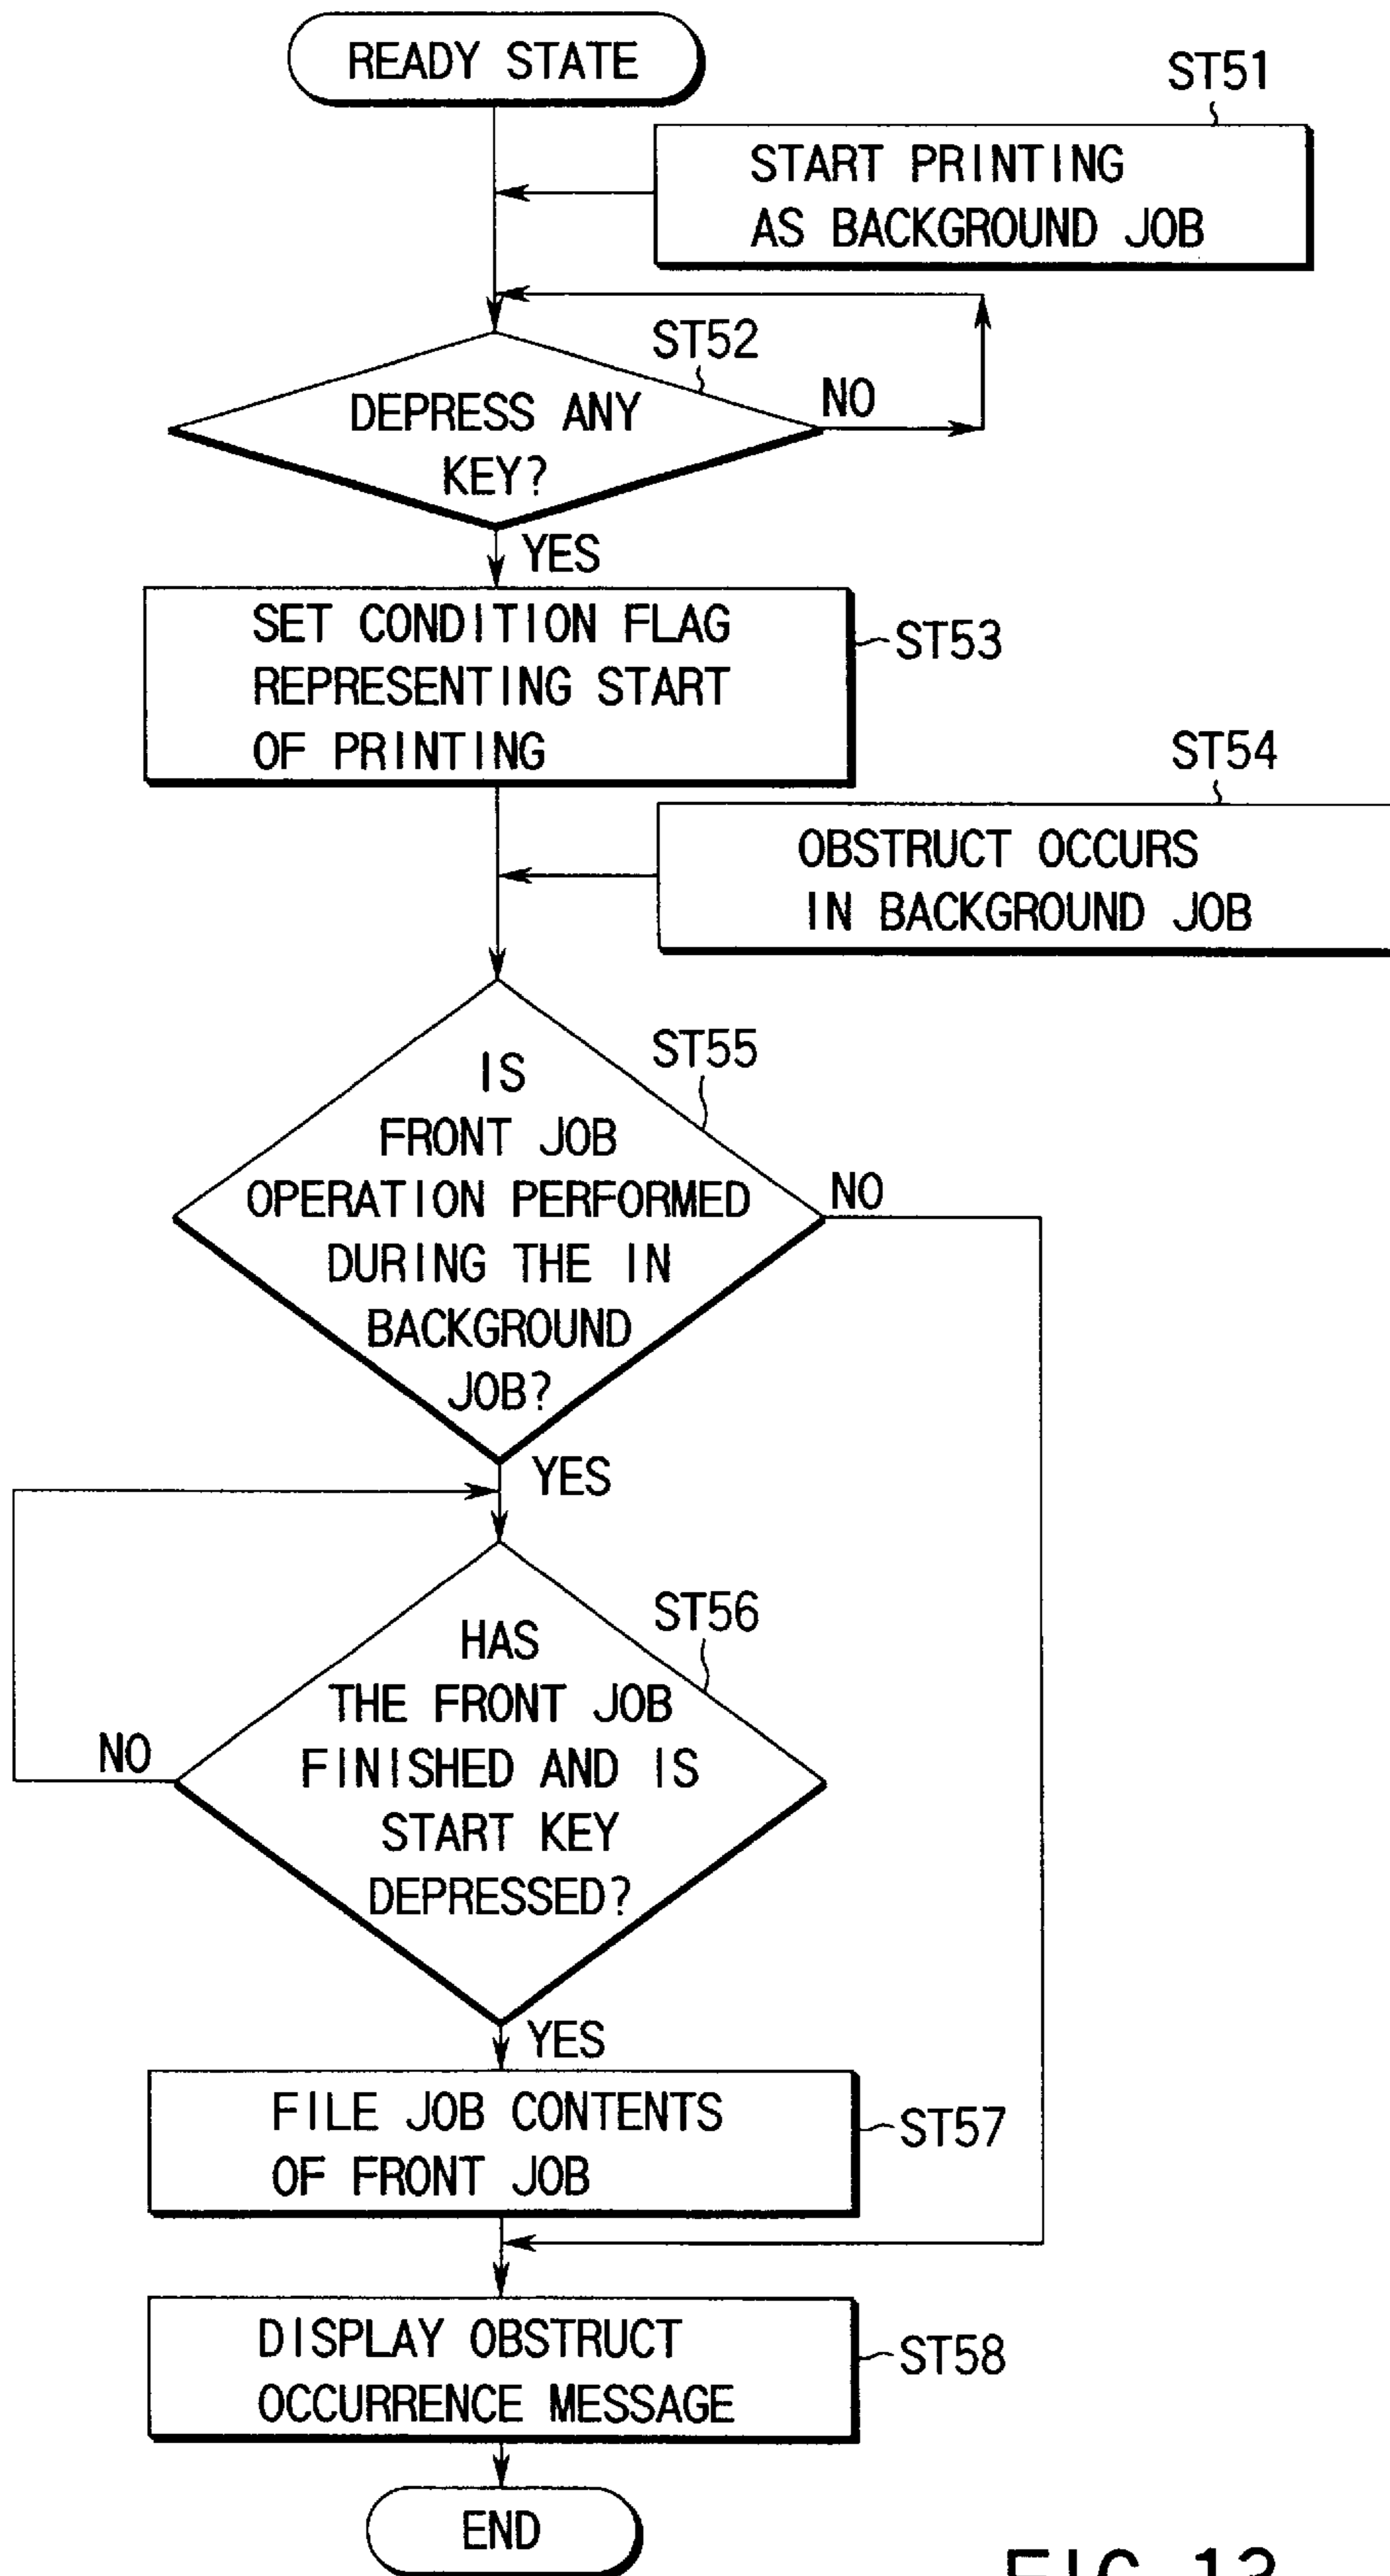 READY STATE
ST51
START PRINTING
AS BACKGROUND JOB
ST52
DEPRESS ANY
KEY?
NO
YES
SET CONDITION FLAG
REPRESENTING START
OF PRINTING
ST53
ST54
OBSTRUCT OCCURS
IN BACKGROUND JOB
ST55
IS
FRONT JOB
OPERATION PERFORMED
DURING THE IN
BACKGROUND
JOB?
NO
YES
ST56
HAS
THE FRONT JOB
FINISHED AND IS
START KEY
DEPRESSED?
NO
YES
FILE JOB CONTENTS
OF FRONT JOB
ST57
DISPLAY OBSTRUCT
OCCURRENCE MESSAGE
ST58
END